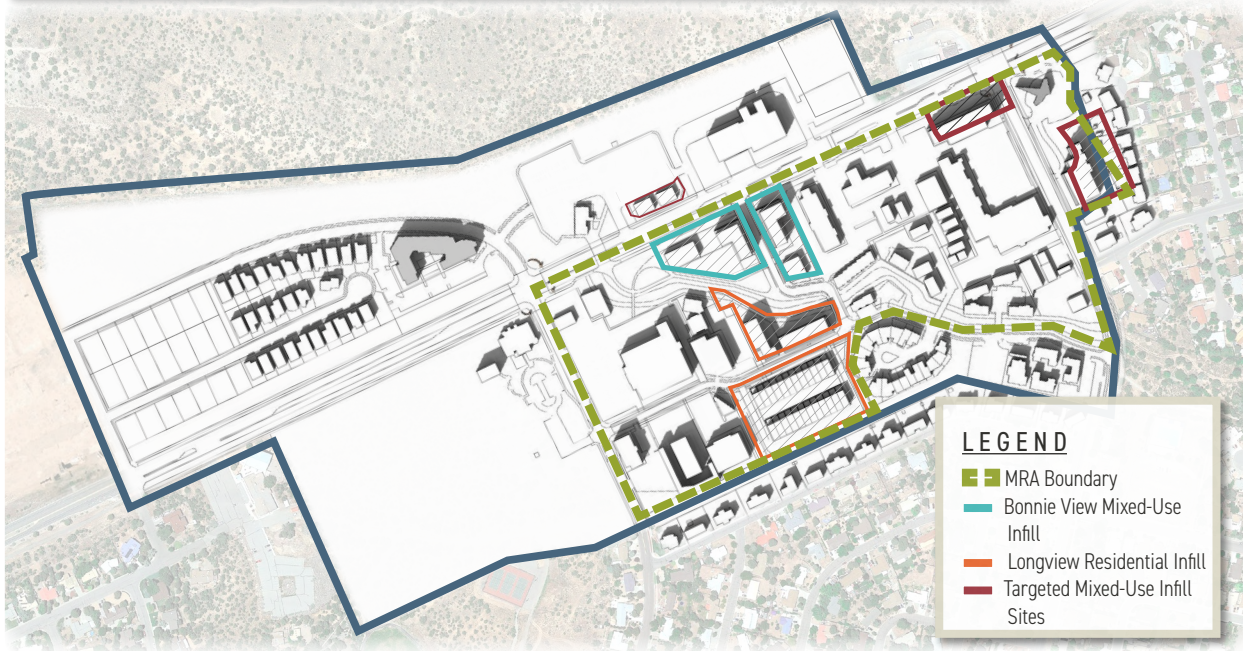 LEGEND
MRA Boundary
Bonnie View Mixed-Use
Infill
Longview Residential Infill
Targeted Mixed-Use Infill
Sites